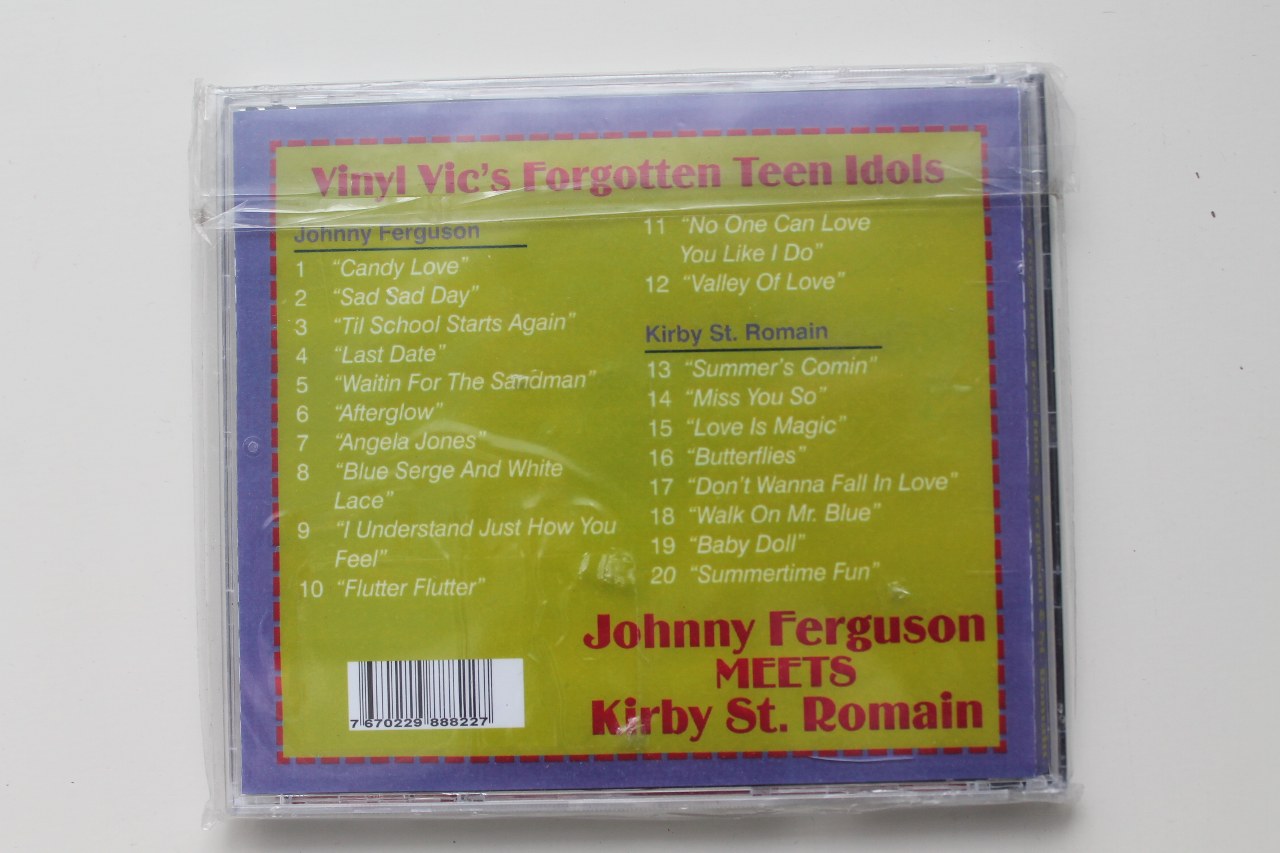 Vinyl Vic's Forgotten Teen Idols
Johnny Ferguson
1 "Candy Love"
2 "Sad Sad Day"
3 "Til School Starts Again"
4 "Last Date"
5 "Waitin For The Sandman"
6 "Afterglow"
7 "Angela Jones"
8 "Blue Serge And White
Lace"
9 "I Understand Just How You
Feel"
10 "Flutter Flutter"
11 "No One Can Love
You Like I Do"
12 "Valley Of Love"
Kirby St. Romain
13 "Summer's Comin"
14 "Miss You So"
15 "Love Is Magic"
16 "Butterflies"
17 "Don't Wanna Fall In Love"
18 "Walk On Mr. Blue"
19 "Baby Doll"
20 "Summertime Fun"
Johnny Ferguson
MEETS
Kirby St. Romain
7 670229 888227